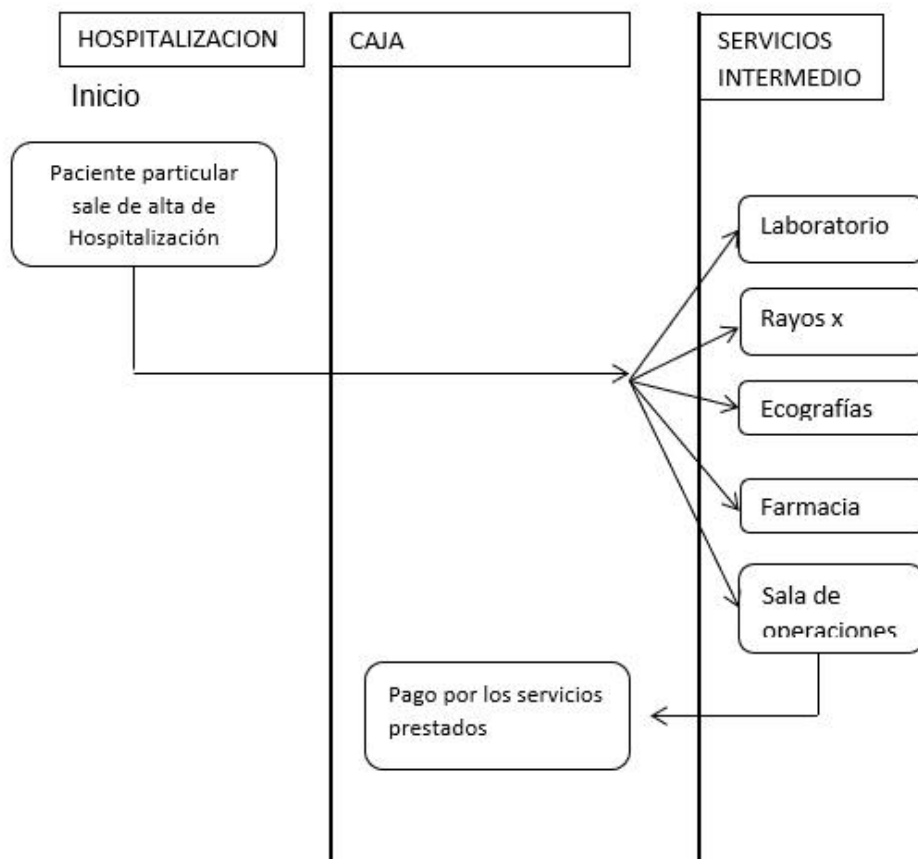 HOSPITALIZACION
CAJA
SERVICIOS
INTERMEDIO
Inicio
Paciente particular
sale de alta de
Hospitalización
Laboratorio
Rayos x
Ecografías
Farmacia
Sala de
operaciones
Pago por los servicios
prestados